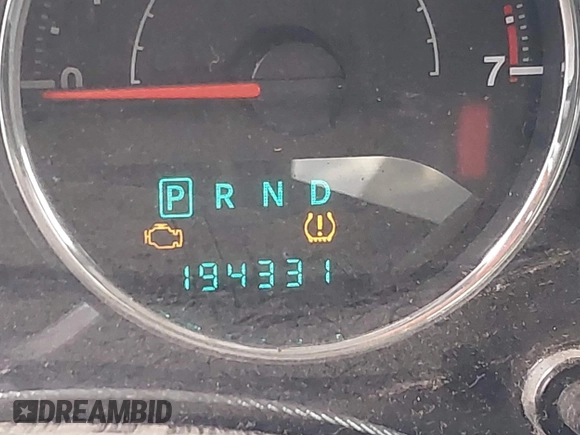 0 7
P R N D
194331
DREAMBID